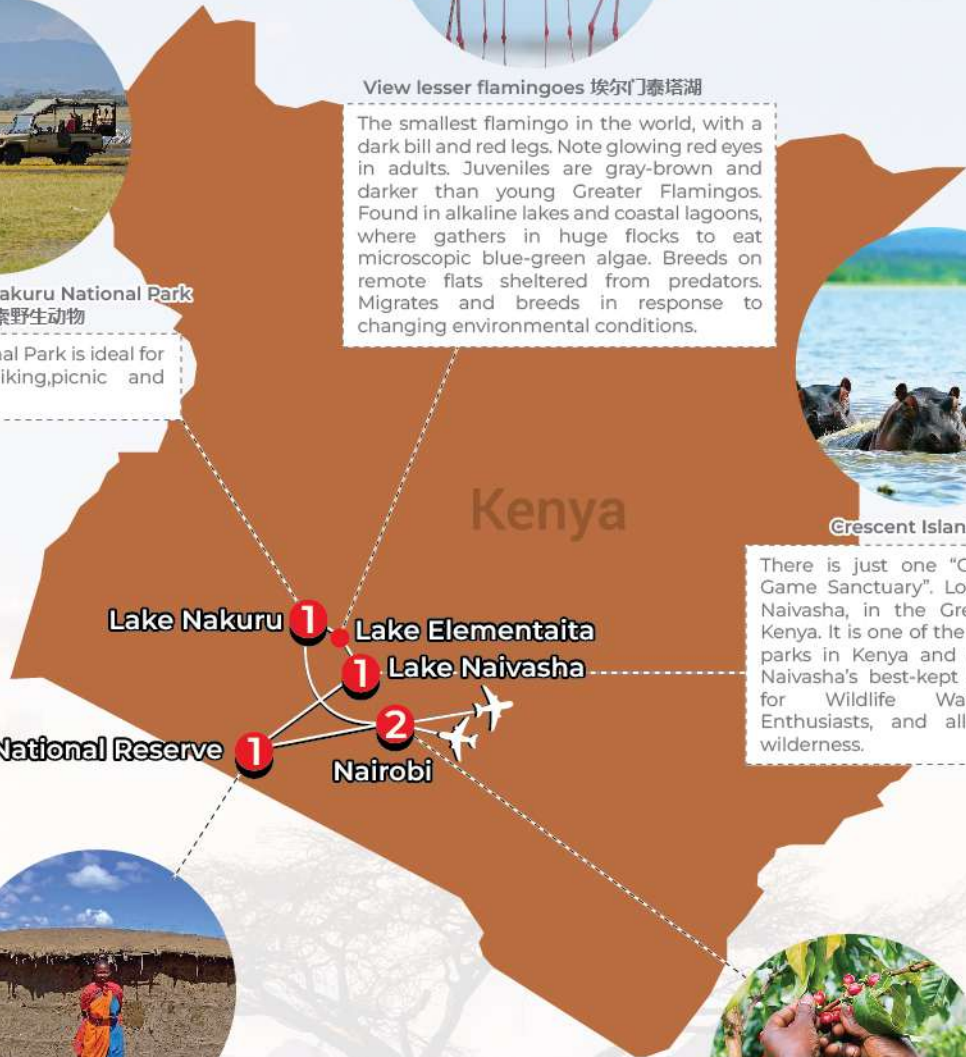 View lesser flamingoes 埃尔门泰塔湖
The smallest flamingo in the world, with a
dark bill and red legs. Note glowing red eyes
in adults. Juveniles are gray-brown and
darker than young Greater Flamingos.
Found in alkaline lakes and coastal lagoons,
where gathers in huge flocks to eat
microscopic blue-green algae. Breeds on
remote flats sheltered from predators.
Migrates and breeds in response to
changing environmental conditions.
akuru National Park
索野生动物
nal Park is ideal for
iking,picnic and
Kenya
Crescent Islan
There is just one “C
Game Sanctuary”. Lo
Naivasha, in the Gre
Kenya. It is one of the
parks in Kenya and
Naivasha’s best-kept
for Wildlife Wa
Enthusiasts, and all
wilderness.
Lake Nakuru 1
Lake Elementaita
1 Lake Naivasha
National Reserve 1
2
Nairobi